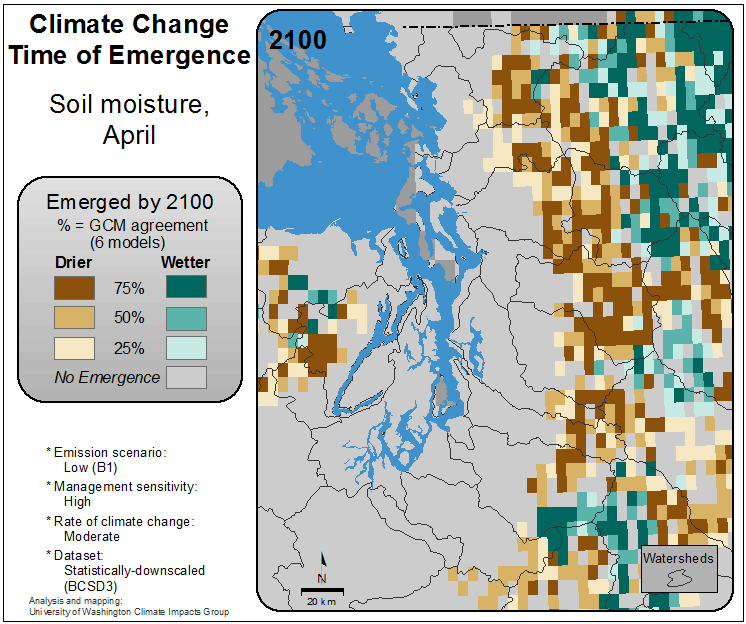 Climate Change
Time of Emergence
Soil moisture,
April
Emerged by 2100
% = GCM agreement
(6 models)
Drier Wetter
75%
50%
25%
No Emergence
* Emission scenario:
Low (B1)
* Management sensitivity:
High
* Rate of climate change:
Moderate
* Dataset:
Statistically-downscaled
(BCSD3)
Analysis and mapping:
University of Washington Climate Impacts Group
2100
N
20 km
Watersheds